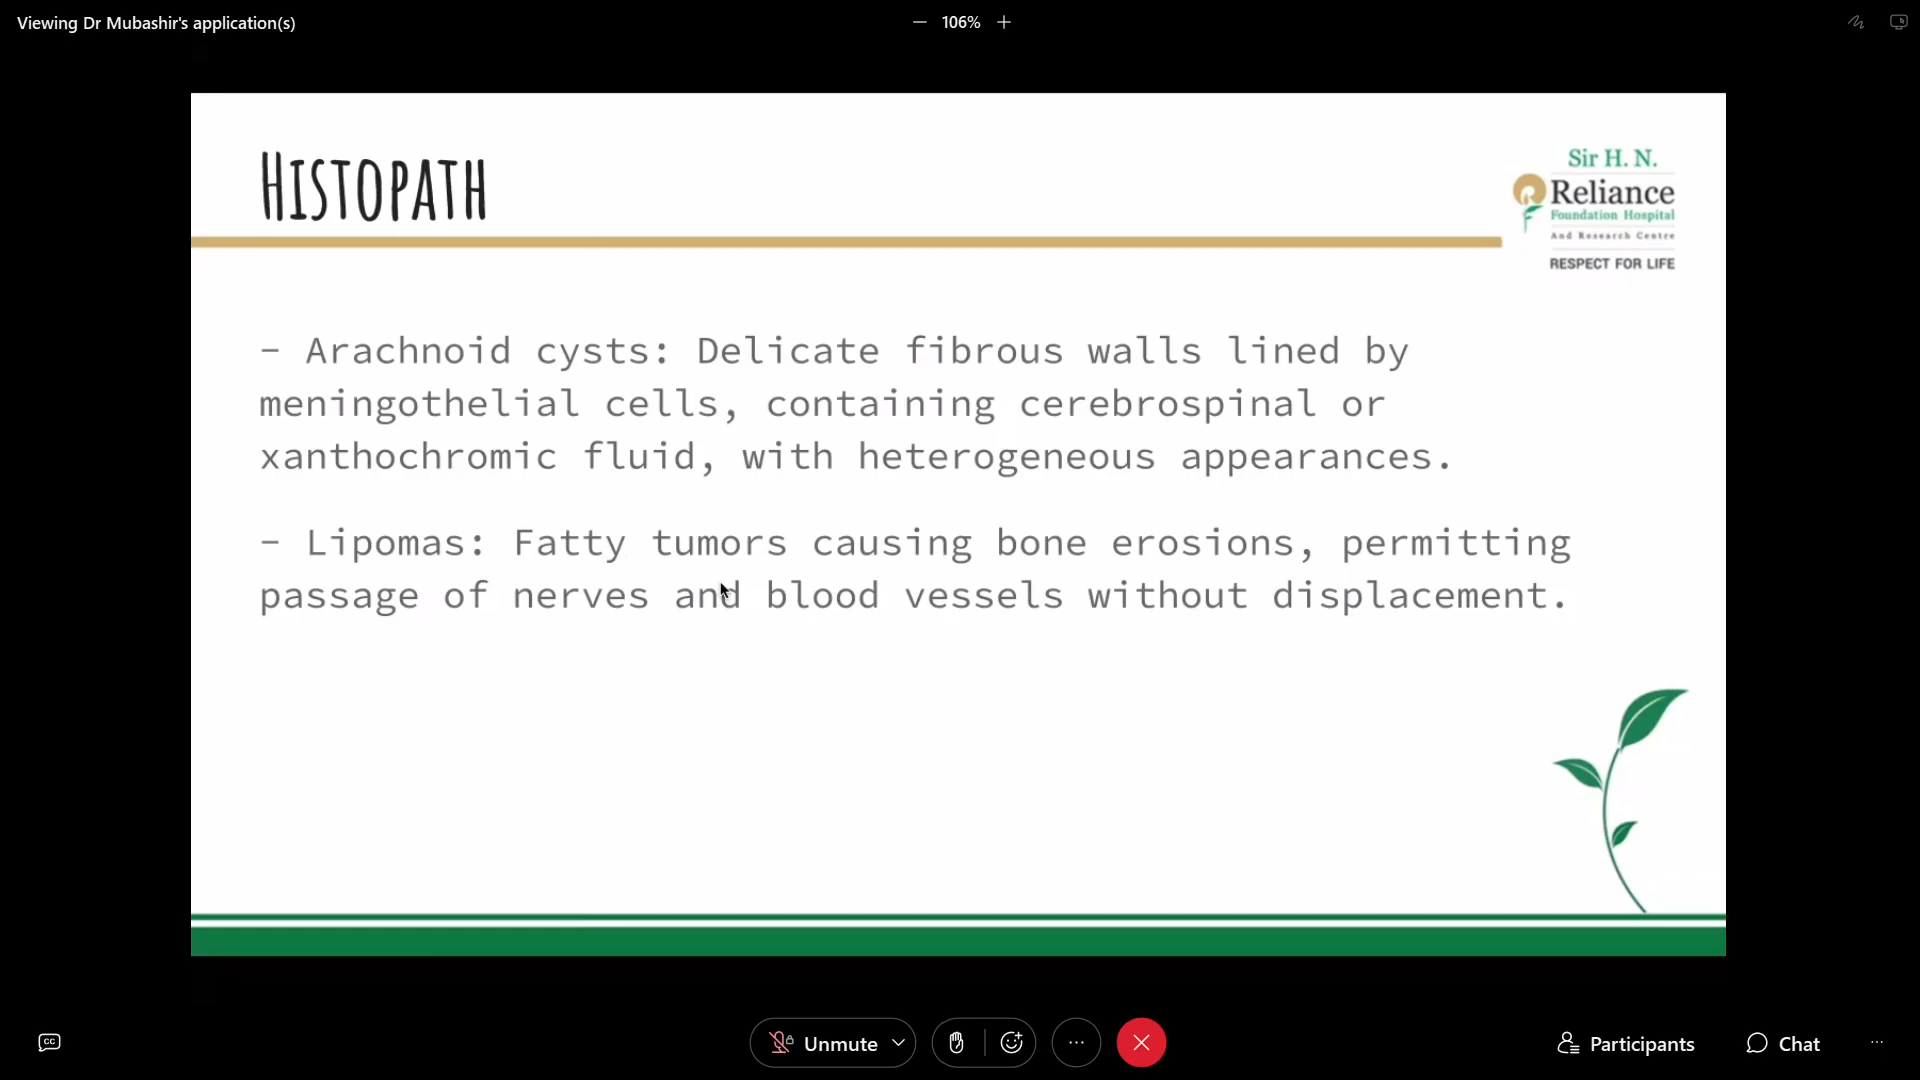 Viewing Dr Mubashir's application(s)
106%
HISTOPATH
Sir H. N.
Reliance
Foundation Hospital
And Research Centre
RESPECT FOR LIFE
- Arachnoid cysts: Delicate fibrous walls lined by
meningothelial cells, containing cerebrospinal or
xanthochromic fluid, with heterogeneous appearances.
- Lipomas: Fatty tumors causing bone erosions, permitting
passage of nerves and blood vessels without displacement.
CC
Unmute
Participants
Chat